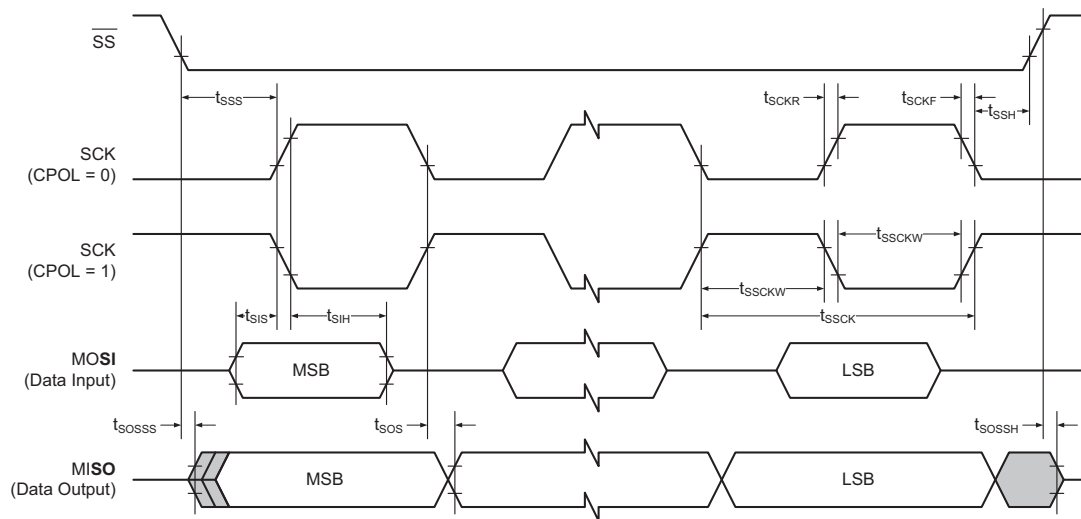 SS
tSSS
tSCKR
tSCKF
tSSH
SCK
(CPOL = 0)
SCK
(CPOL = 1)
tSSCKW
tSSCKW
tSSCK
tSIS
tSIH
MOSI
(Data Input)
MSB
LSB
tSOSSS
tSOS
tSOSSH
MISO
(Data Output)
MSB
LSB